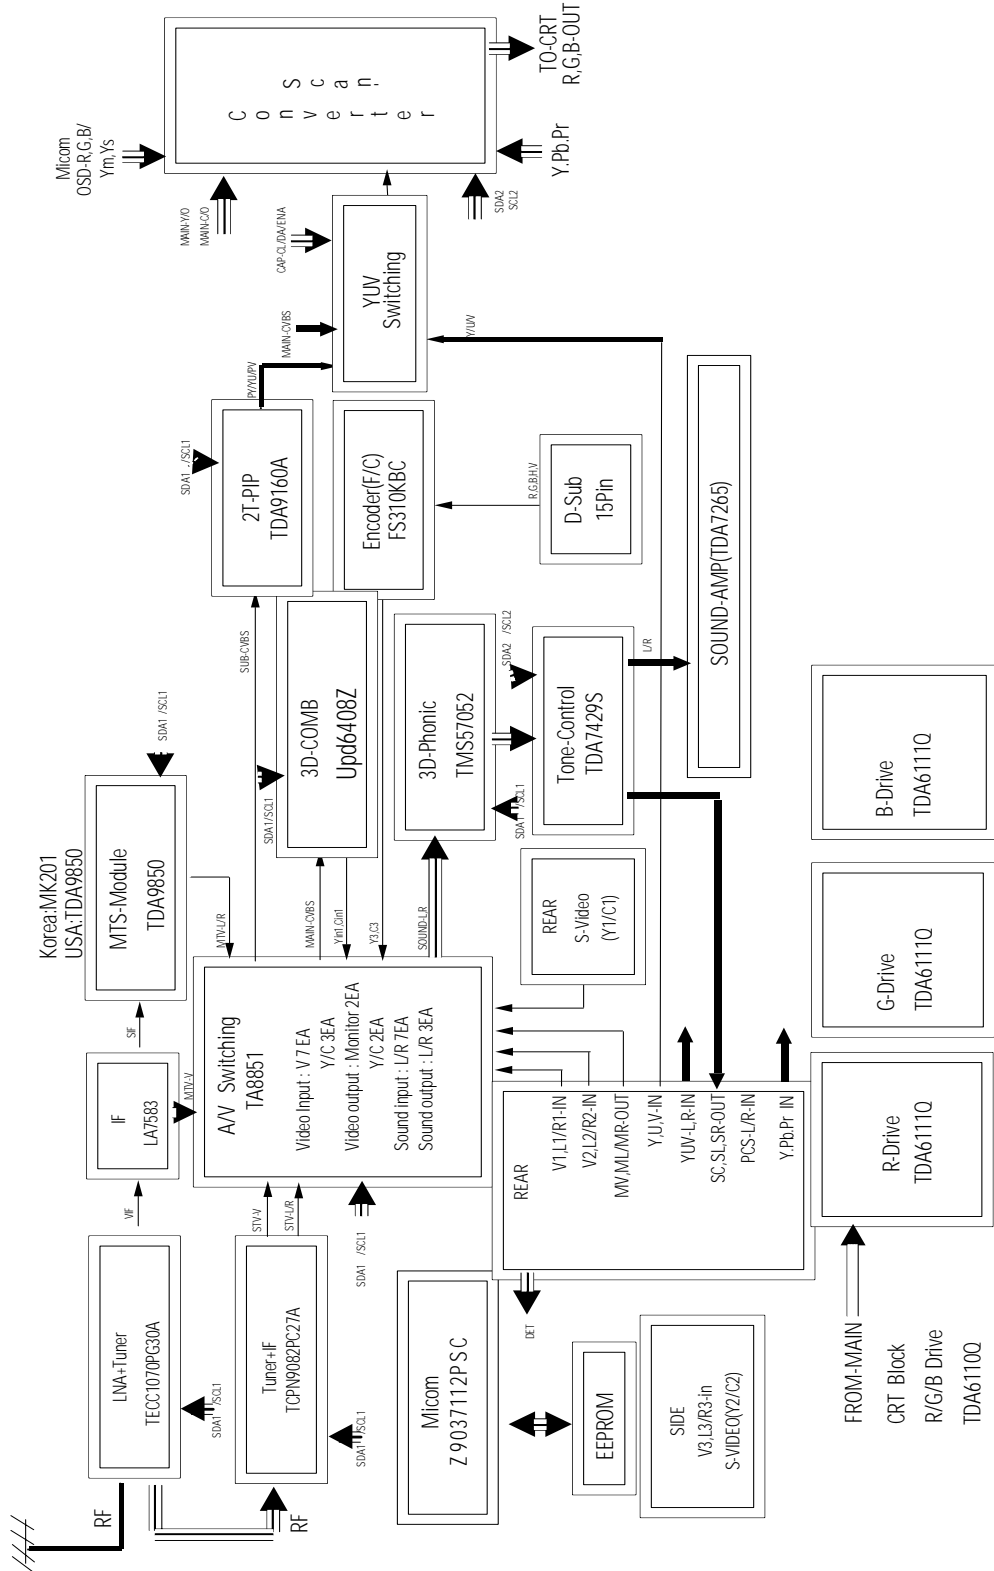 RF
LNA+Tuner
TECC1070PG30A
SDA1 /SCL1
VIF
IF
LA7583
SIF
MTV-V
Korea:MK201
USA:TDA9850
MTS-Module
TDA9850
SDA1 /SCL1
MTV-L/R
RF
Tuner+IF
TCPN9082PC27A
SDA1 /SCL1
STV-V
STV-L/R
SDA1 /SCL1
A/V Switching
TA8851
Video Input : V 7 EA
Y/C 3EA
Video output : Monitor 2EA
Y/C 2EA
Sound input : L/R 7EA
Sound output : L/R 3EA
SUB-CVBS
MAIN-CVBS
Yin1,Cin1
Y3,C3
SOUND-L,R
SDA1/SCL1
3D-COMB
Upd6408Z
SDA1 :/SCL1
2T-PIP
TDA9160A
PY/YU/PV
Encoder(F/C)
FS310KBC
R,G,B,H,V
D-Sub
15Pin
MAIN-CVBS
CAP-CL/DA/ENA
YUV
Switching
Y/U/V
Micom
OSD-R,G,B/
Ym,Ys
MAIN-Y/O
MAIN-C/O
Scan
Converter
SDA2
SCL2
Y.Pb.Pr
TO-CRT
R,G,B-OUT
3D-Phonic
TMS57052
SDA1 /SCL1
SDA2 /SCL2
Tone-Control
TDA7429S
L/R
SOUND-AMP(TDA7265)
REAR
S-Video
(Y1/C1)
Micom
Z 9037112PSC
DET
EEPROM
SIDE
V3,L3/R3-in
S-VIDEO(Y2/C2)
REAR
V1,L1/R1-IN
V2,L2/R2-IN
MV,ML/MR-OUT
Y,U,V-IN
YUV-L,R-IN
SC,SL,SR-OUT
PCS-L/R-IN
Y.Pb.Pr IN
FROM-MAIN
CRT Block
R/G/B Drive
TDA6110Q
R-Drive
TDA6111Q
G-Drive
TDA6111Q
B-Drive
TDA6111Q